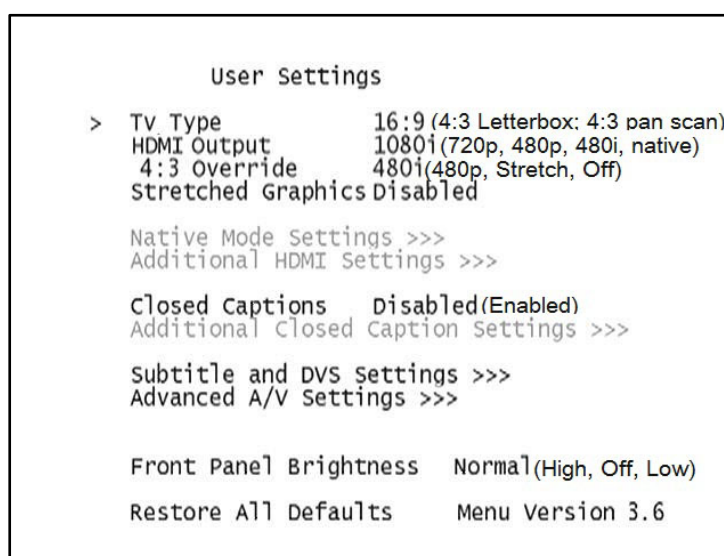 User Settings
> TV Type 16:9 (4:3 Letterbox; 4:3 pan scan)
HDMI Output 1080i (720p, 480p, 480i, native)
4:3 Override 480i(480p, Stretch, Off)
Stretched Graphics Disabled
Native Mode Settings >>>
Additional HDMI Settings >>>
Closed Captions Disabled (Enabled)
Additional Closed Caption Settings >>>
Subtitle and DVS Settings >>>
Advanced A/V Settings >>>
Front Panel Brightness Normal (High, Off, Low)
Restore All Defaults Menu Version 3.6